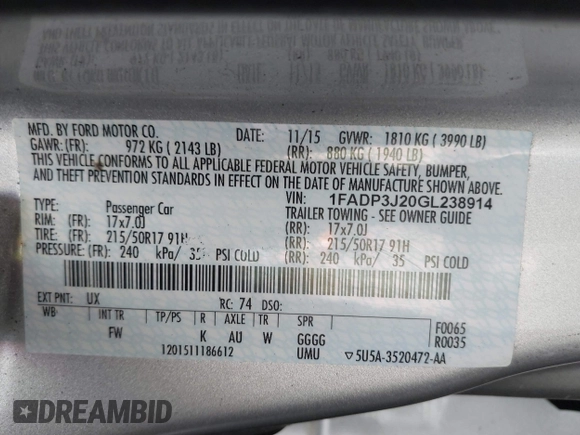 MFD. BY FORD MOTOR CO.
DATE: 11/15 GVWR: 1810 KG ( 3990 LB)
GAWR: (FR): 972 KG ( 2143 LB) (RR): 880 KG ( 1940 LB)
THIS VEHICLE CONFORMS TO ALL APPLICABLE FEDERAL MOTOR VEHICLE SAFETY, BUMPER,
AND THEFT PREVENTION STANDARDS IN EFFECT ON THE DATE OF MANUFACTURE SHOWN ABOVE.
VIN: 1FADP3J20GL238914
TYPE: Passenger Car TRAILER TOWING - SEE OWNER GUIDE
RIM: (FR): 17x7.0J (RR): 17x7.0J
TIRE: (FR): 215/50R17 91H (RR): 215/50R17 91H
PRESSURE: (FR): 240 kPa/ 35 PSI COLD (RR): 240 kPa/ 35 PSI COLD
EXT PNT: UX RC: 74 DSO:
WB INT TR TP/PS R AXLE TR SPR F0065
FW K AU W GGGG R0035
1201511186612 UMU ▽5U5A-3520472-AA
DREAMBID